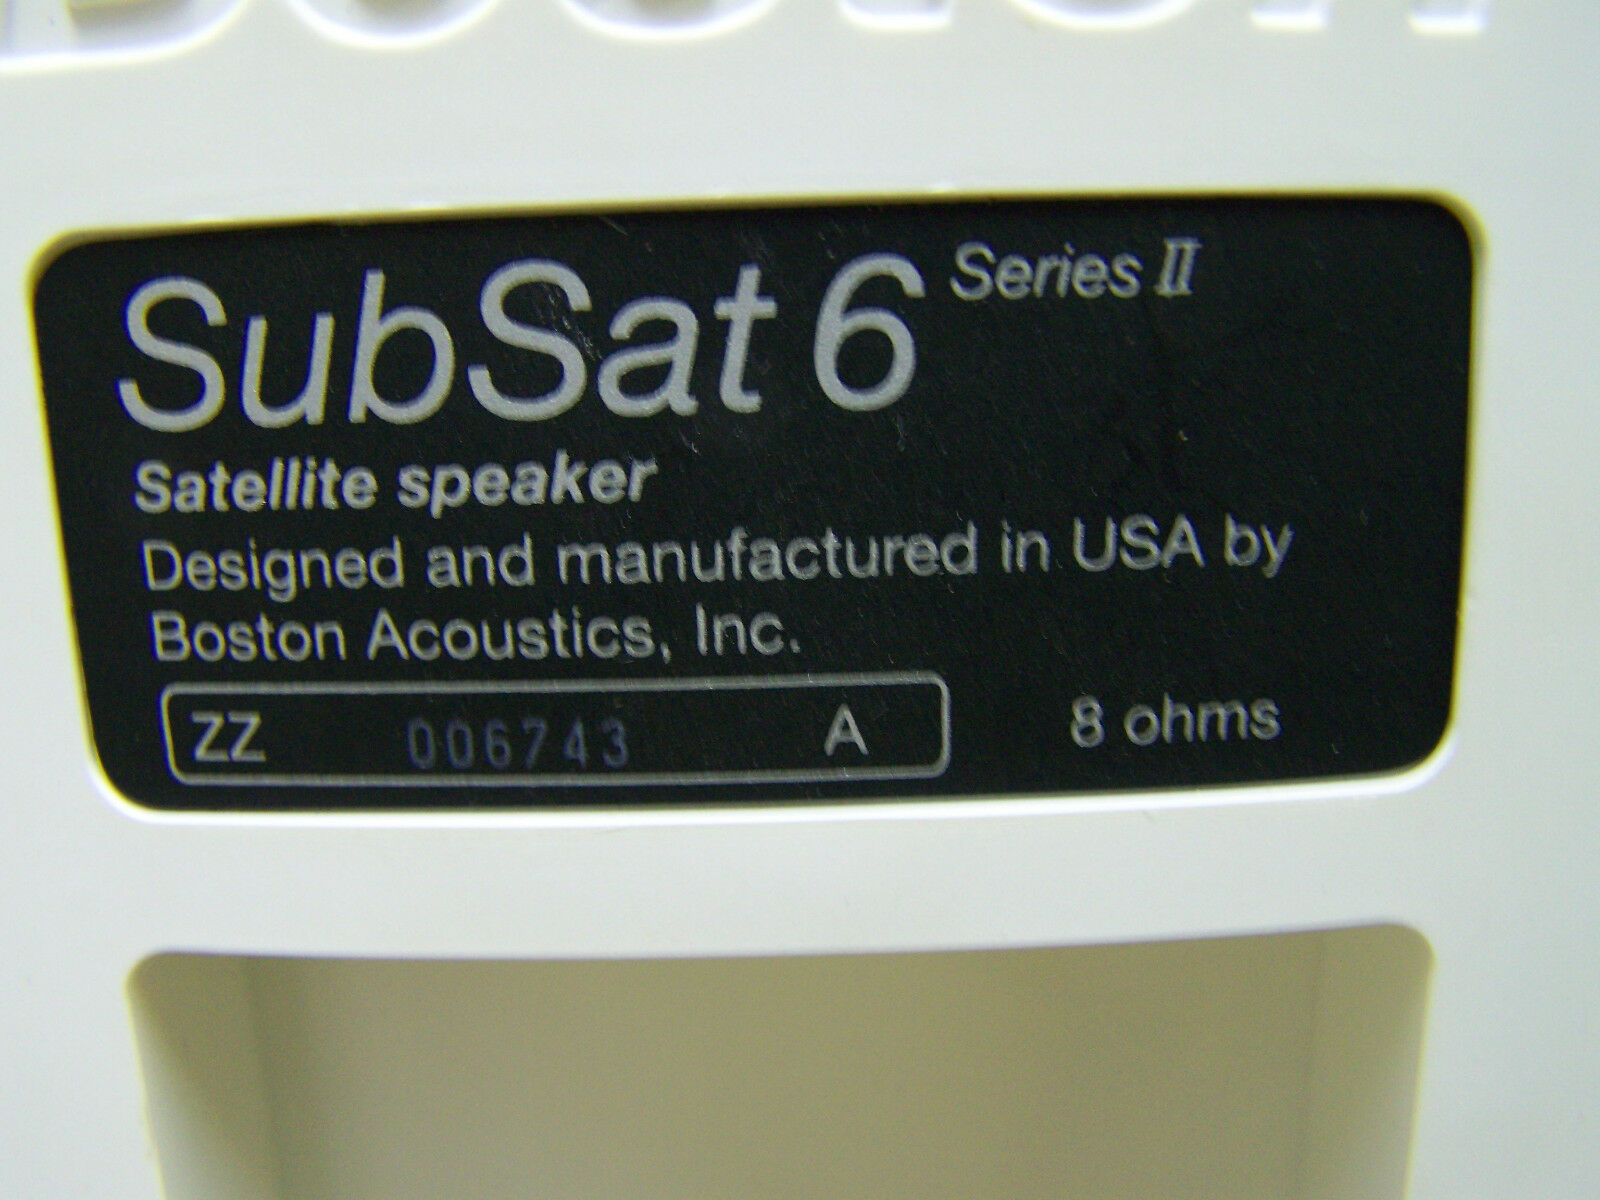 Boston
SubSat 6 Series II
Satellite speaker
Designed and manufactured in USA by
Boston Acoustics, Inc.
ZZ 006743 A 8 ohms